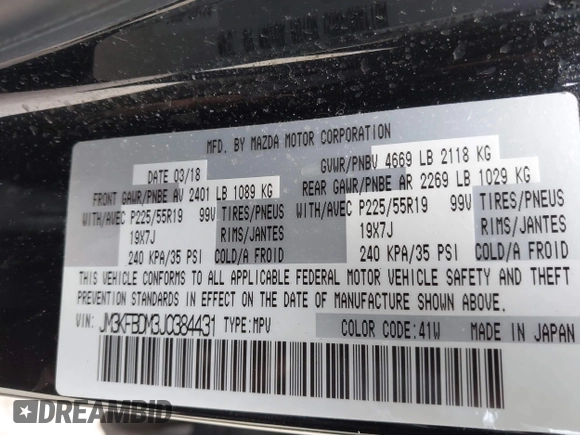 MFD. BY MAZDA MOTOR CORPORATION
DATE 03/18 GVWR/PNBV 4669 LB 2118 KG
FRONT GAWR/PNBE AV 2401 LB 1089 KG REAR GAWR/PNBE AR 2269 LB 1029 KG
WITH/AVEC P225/55R19 99V TIRES/PNEUS WITH/AVEC P225/55R19 99V TIRES/PNEUS
19X7J RIMS/JANTES 19X7J RIMS/JANTES
240 KPA/35 PSI COLD/A FROID 240 KPA/35 PSI COLD/A FROID
THIS VEHICLE CONFORMS TO ALL APPLICABLE FEDERAL MOTOR VEHICLE SAFETY AND THEFT
PREVENTION STANDARDS IN EFFECT ON THE DATE OF MANUFACTURE SHOWN ABOVE.
VIN: JM3KFBDM3J0384431 TYPE:MPV COLOR CODE:41W MADE IN JAPAN
DREAMBID